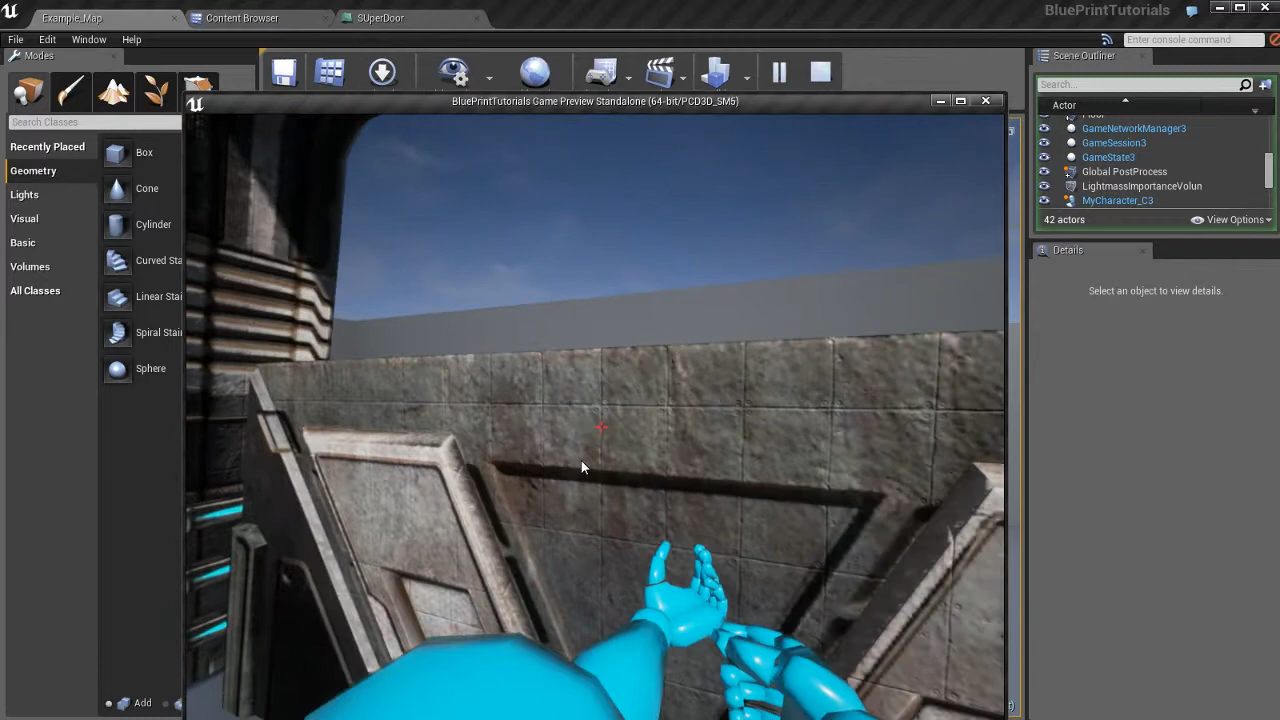 Example_Map
Content Browser
SUperDoor
BluePrintTutorials
File Edit Window Help
Enter console command
Modes
Scene Outliner
Search...
BluePrintTutorials Game Preview Standalone (64-bit/PCD3D_SM5)
Actor
Search Classes
Recently Placed
Geometry
Lights
Visual
Basic
Volumes
All Classes
Box
Cone
Cylinder
Curved Sta
Linear Stai
Spiral Stair
Sphere
Add
Floor
GameNetworkManager3
GameSession3
GameState3
Global PostProcess
LightmassImportanceVolun
MyCharacter_C3
42 actors
View Options
Details
Select an object to view details.